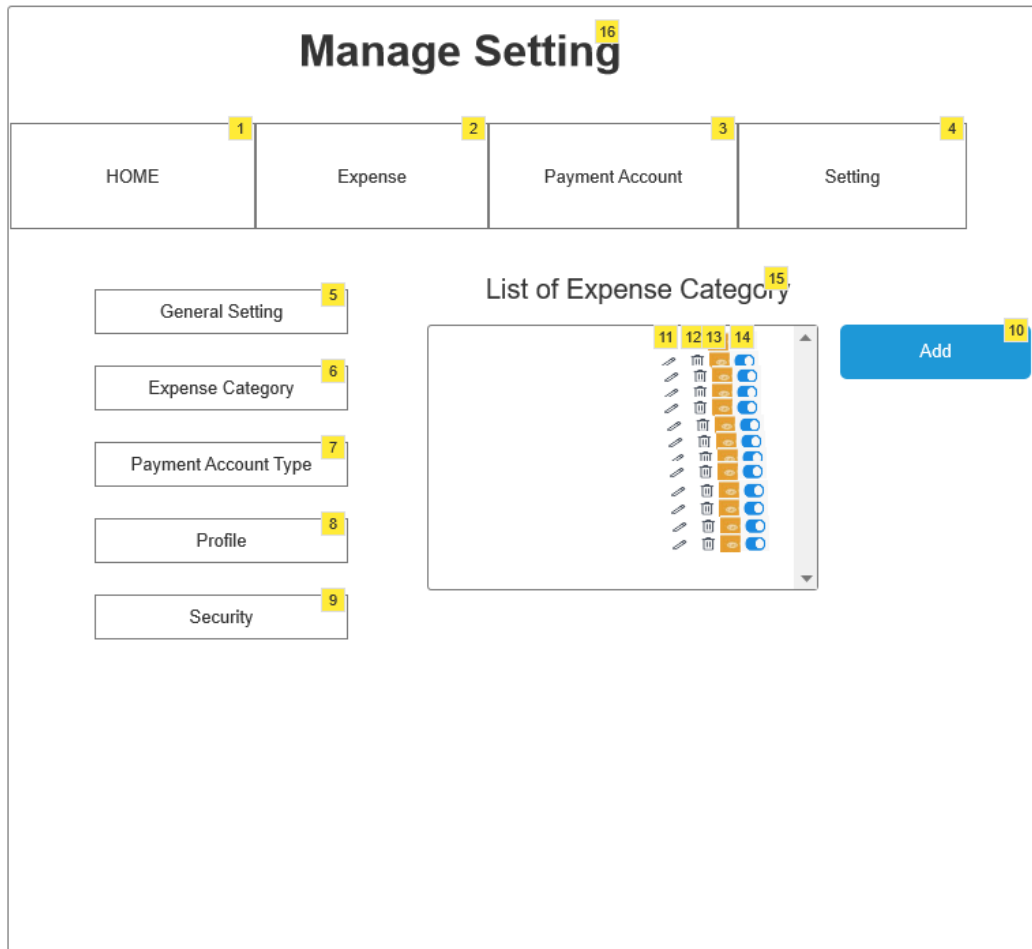 16
Manage Setting
1
2
3
4
HOME
Expense
Payment Account
Setting
15
List of Expense Category
5
General Setting
11 12 13 14
10
Add
6
Expense Category
7
Payment Account Type
8
Profile
9
Security